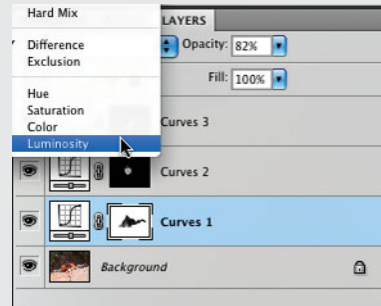 Hard Mix
LAYERS
Difference
Exclusion
Opacity: 82%
Fill: 100%
Hue
Saturation
Color
Luminosity
Curves 3
Curves 2
Curves 1
Background